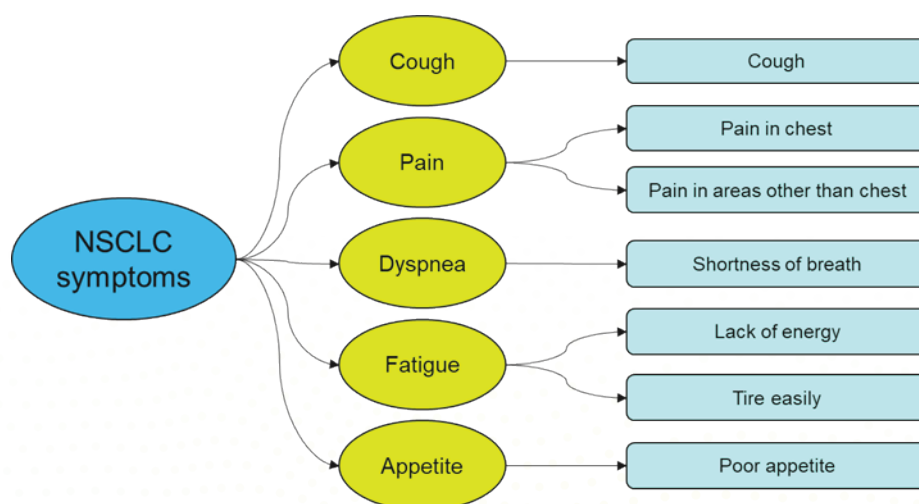 NSCLC
symptoms
Cough
Cough
Pain
Pain in chest
Pain in areas other than chest
Dyspnea
Shortness of breath
Fatigue
Lack of energy
Tire easily
Appetite
Poor appetite